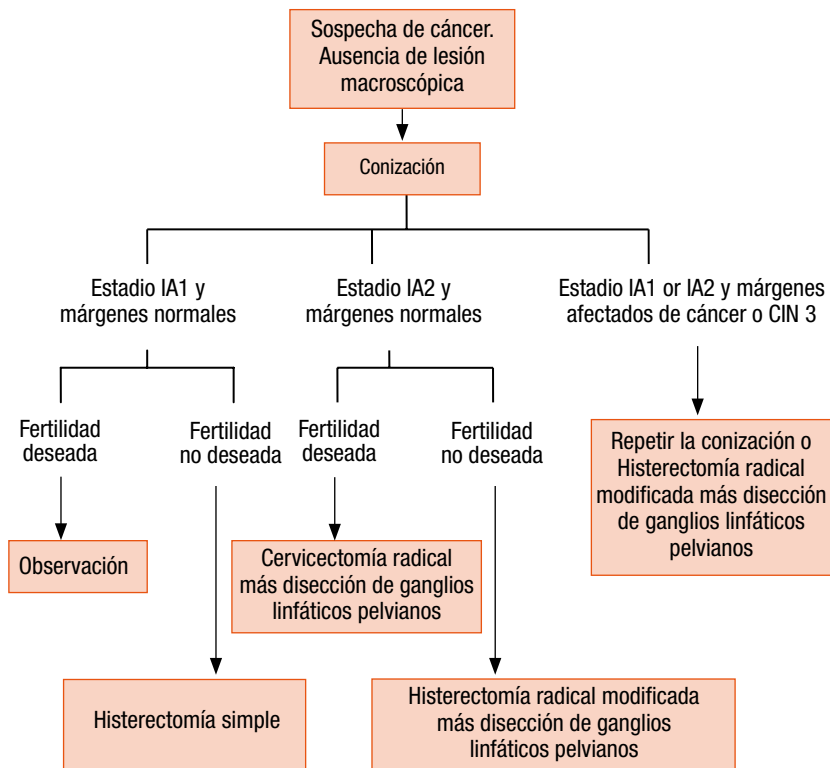 Sospecha de cáncer.
Ausencia de lesión
macroscópica
Conización
Estadio IA1 y
márgenes normales
Estadio IA2 y
márgenes normales
Estadio IA1 or IA2 y márgenes
afectados de cáncer o CIN 3
Fertilidad
deseada
Fertilidad
no deseada
Fertilidad
deseada
Fertilidad
no deseada
Repetir la conización o
Histerectomía radical
modificada más disección
de ganglios linfáticos
pelvianos
Observación
Cervicectomía radical
más disección de ganglios
linfáticos pelvianos
Histerectomía simple
Histerectomía radical modificada
más disección de ganglios
linfáticos pelvianos